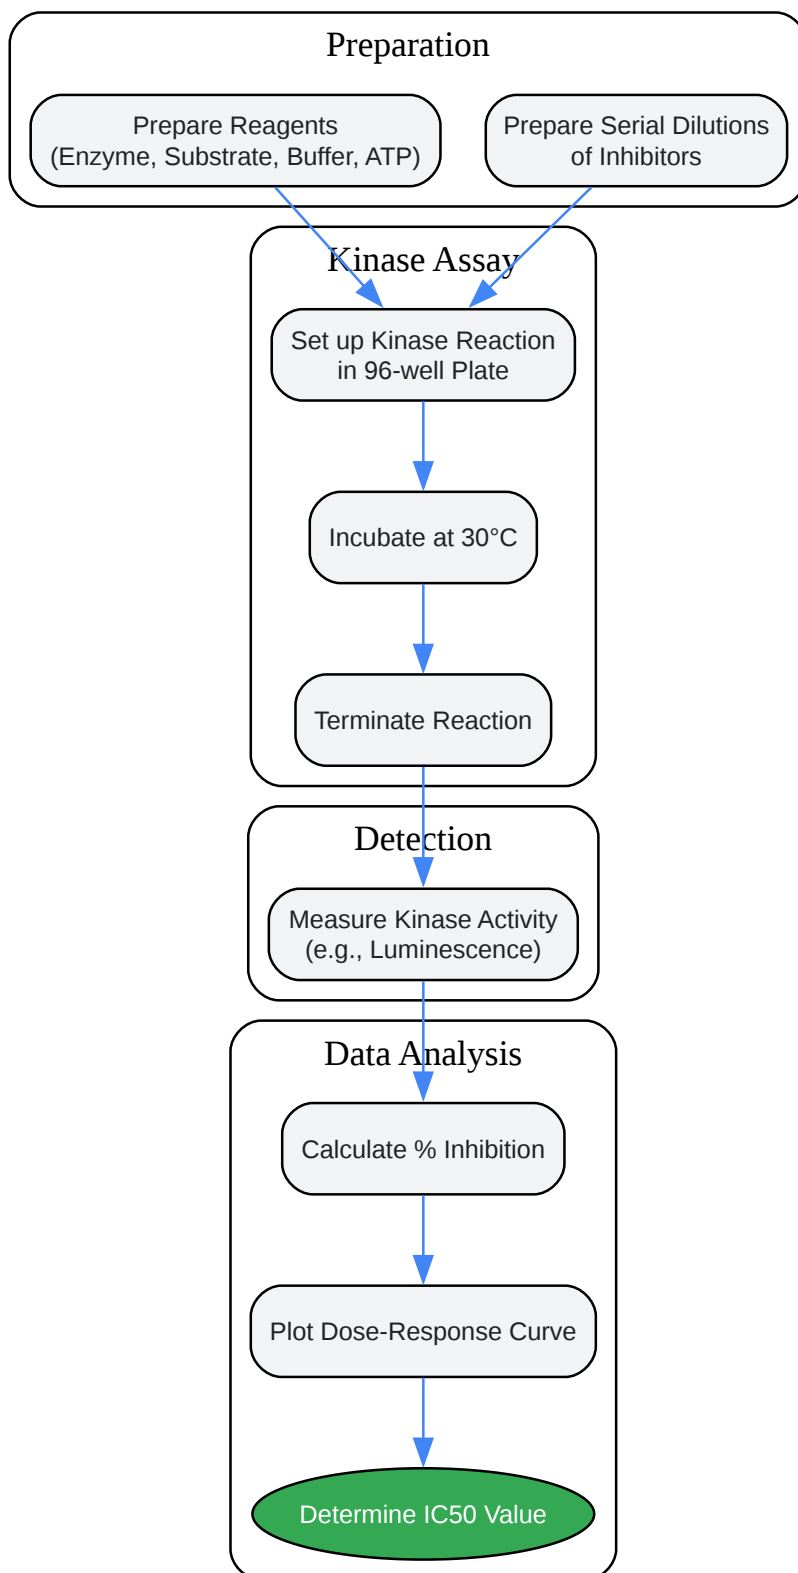 Preparation
Prepare Reagents
(Enzyme, Substrate, Buffer, ATP)
Prepare Serial Dilutions
of Inhibitors
Kinase Assay
Set up Kinase Reaction
in 96-well Plate
Incubate at 30°C
Terminate Reaction
Detection
Measure Kinase Activity
(e.g., Luminescence)
Data Analysis
Calculate % Inhibition
Plot Dose-Response Curve
Determine IC50 Value